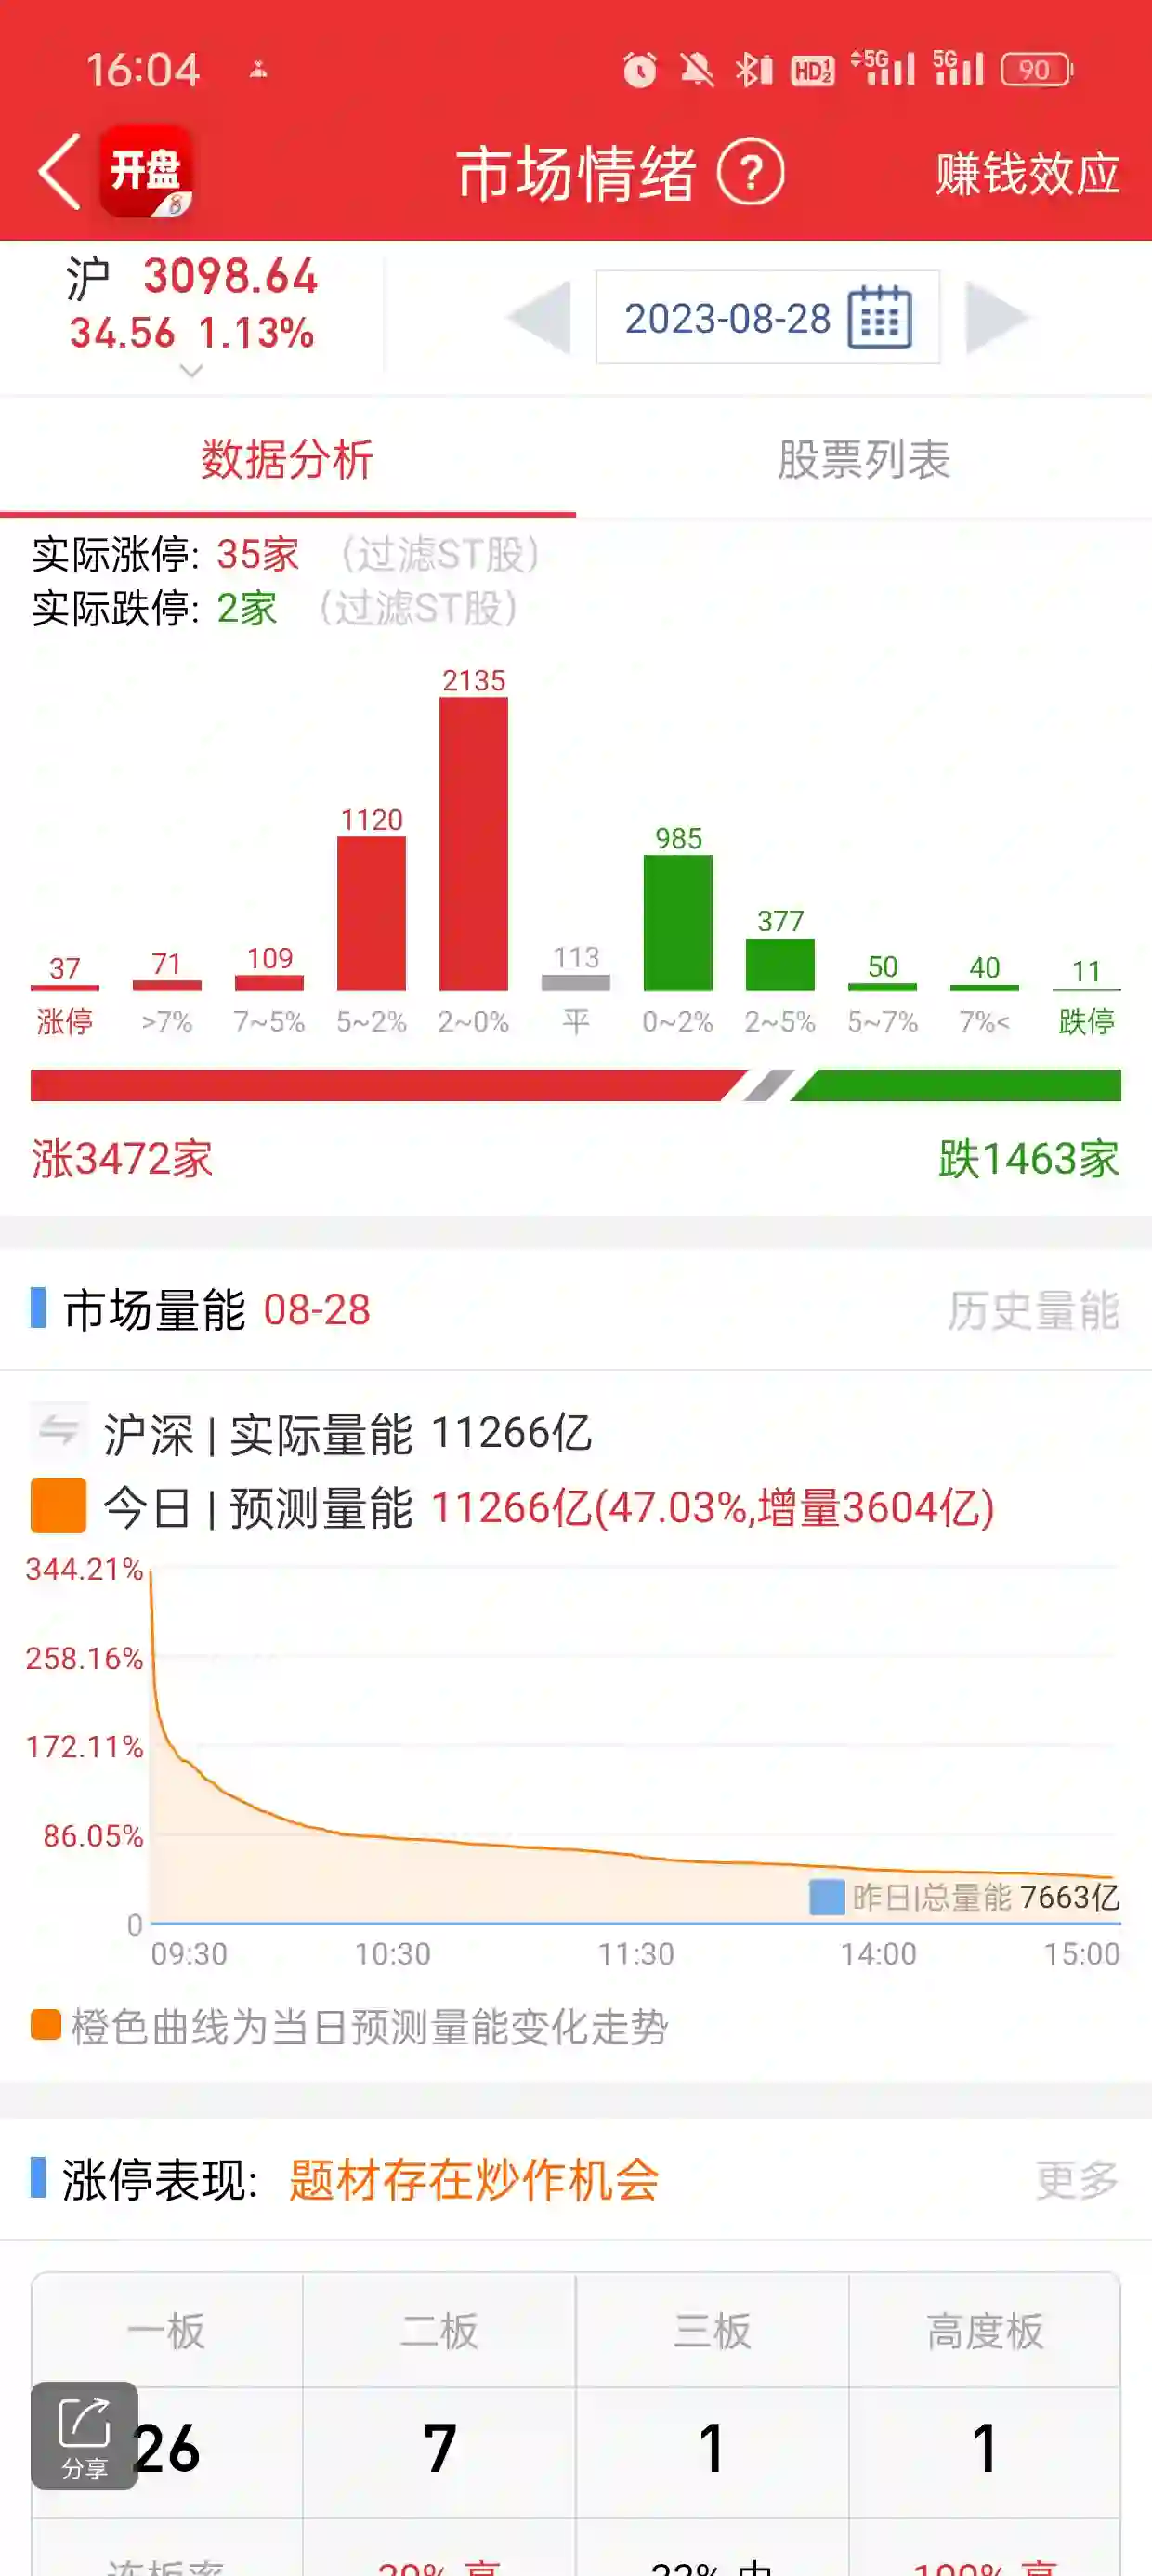 16:04
HD1 2 5G 5G 90
开盘
8
市场情绪 ? 赚钱效应
沪 3098.64
34.56 1.13%
2023-08-28
数据分析 股票列表
实际涨停: 35家 (过滤ST股)
实际跌停: 2家 (过滤ST股)
37 71 109 1120 2135 113 985 377 50 40 11
涨停 >7% 7~5% 5~2% 2~0% 平 0~2% 2~5% 5~7% 7%< 跌停
涨3472家 跌1463家
市场量能 08-28 历史量能
沪深 | 实际量能 11266亿
今日 | 预测量能 11266亿(47.03%,增量3604亿)
344.21%
258.16%
172.11%
86.05%
昨日|总量能 7663亿
0
09:30 10:30 11:30 14:00 15:00
橙色曲线为当日预测量能变化走势
涨停表现: 题材存在炒作机会 更多
一板 二板 三板 高度板
26 7 1 1
分享